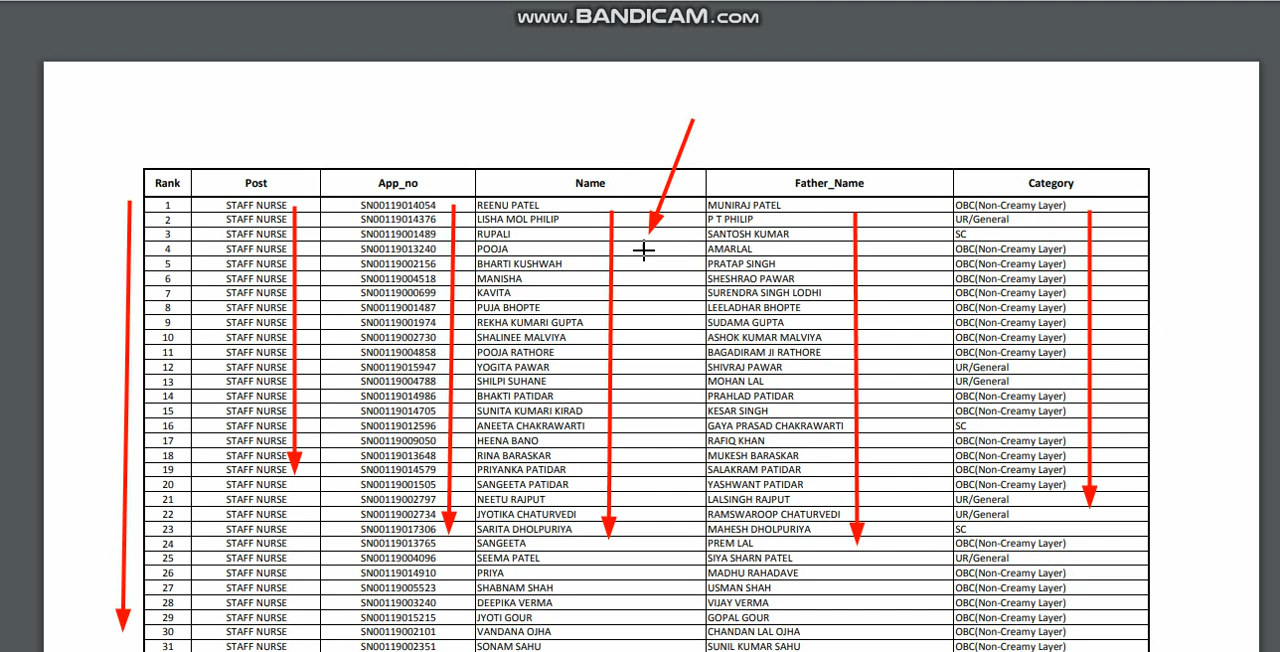 www.BANDICAM.com
Rank Post App_no Name Father_Name Category
1 STAFF NURSE SN00119014054 REENU PATEL MUNIRAJ PATEL OBC(Non-Creamy Layer)
2 STAFF NURSE SN00119014376 LISHA MOL PHILIP P T PHILIP UR/General
3 STAFF NURSE SN00119001489 RUPALI SANTOSH KUMAR SC
4 STAFF NURSE SN00119013240 POOJA AMARLAL OBC(Non-Creamy Layer)
5 STAFF NURSE SN00119002156 BHARTI KUSHWAH PRATAP SINGH OBC(Non-Creamy Layer)
6 STAFF NURSE SN00119004518 MANISHA SHESHRAO PAWAR OBC(Non-Creamy Layer)
7 STAFF NURSE SN00119000699 KAVITA SURENDRA SINGH LODHI OBC(Non-Creamy Layer)
8 STAFF NURSE SN00119001487 PUJA BHOPTE LEELADHAR BHOPTE OBC(Non-Creamy Layer)
9 STAFF NURSE SN00119001974 REKHA KUMARI GUPTA SUDAMA GUPTA OBC(Non-Creamy Layer)
10 STAFF NURSE SN00119002730 SHALINEE MALVIYA ASHOK KUMAR MALVIYA OBC(Non-Creamy Layer)
11 STAFF NURSE SN00119004858 POOJA RATHORE BAGADIRAM JI RATHORE OBC(Non-Creamy Layer)
12 STAFF NURSE SN00119015947 YOGITA PAWAR SHIVRAJ PAWAR UR/General
13 STAFF NURSE SN00119004788 SHILPI SUHANE MOHAN LAL UR/General
14 STAFF NURSE SN00119014986 BHAKTI PATIDAR PRAHLAD PATIDAR OBC(Non-Creamy Layer)
15 STAFF NURSE SN00119014705 SUNITA KUMARI KIRAD KESAR SINGH OBC(Non-Creamy Layer)
16 STAFF NURSE SN00119012596 ANEETA CHAKRAWARTI GAYA PRASAD CHAKRAWARTI SC
17 STAFF NURSE SN00119009050 HEENA BANO RAFIQ KHAN OBC(Non-Creamy Layer)
18 STAFF NURSE SN00119013648 RINA BARASKAR MUKESH BARASKAR OBC(Non-Creamy Layer)
19 STAFF NURSE SN00119014579 PRIYANKA PATIDAR SALAKRAM PATIDAR OBC(Non-Creamy Layer)
20 STAFF NURSE SN00119001505 SANGEETA PATIDAR YASHWANT PATIDAR OBC(Non-Creamy Layer)
21 STAFF NURSE SN00119002797 NEETU RAJPUT LALSINGH RAJPUT UR/General
22 STAFF NURSE SN00119002734 JYOTIKA CHATURVEDI RAMSWAROOP CHATURVEDI UR/General
23 STAFF NURSE SN00119017306 SARITA DHOLPURIYA MAHESH DHOLPURIYA SC
24 STAFF NURSE SN00119013765 SANGEETA PREM LAL OBC(Non-Creamy Layer)
25 STAFF NURSE SN00119004096 SEEMA PATEL SIYA SHARN PATEL UR/General
26 STAFF NURSE SN00119014910 PRIYA MADHU RAHADAVE OBC(Non-Creamy Layer)
27 STAFF NURSE SN00119005523 SHABNAM SHAH USMAN SHAH OBC(Non-Creamy Layer)
28 STAFF NURSE SN00119003240 DEEPIKA VERMA VIJAY VERMA OBC(Non-Creamy Layer)
29 STAFF NURSE SN00119015215 JYOTI GOUR GOPAL GOUR OBC(Non-Creamy Layer)
30 STAFF NURSE SN00119002101 VANDANA OJHA CHANDAN LAL OJHA OBC(Non-Creamy Layer)
31 STAFF NURSE SN00119002351 SONAM SAHU SUNIL KUMAR SAHU OBC(Non-Creamy Layer)